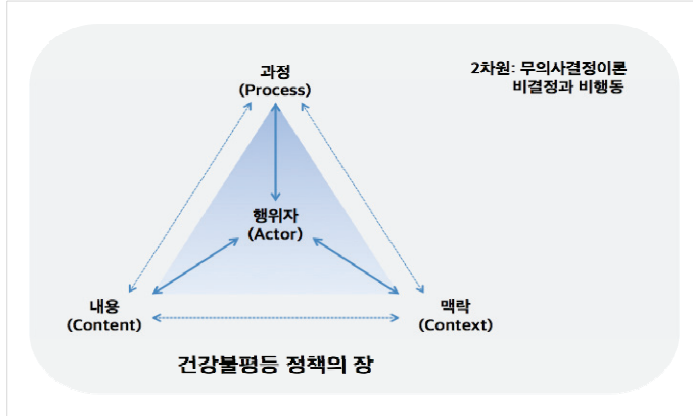 과정
(Process)
2차원: 무의사결정이론
비결정과 비행동
행위자
(Actor)
내용
(Content)
맥락
(Context)
건강불평등 정책의 장